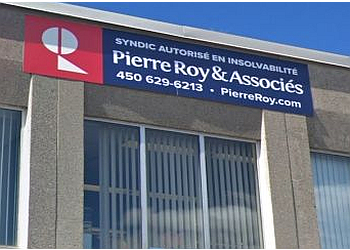 SYNDIC AUTORISÉ EN INSOLVABILITÉ
Pierre Roy & Associés
450 629-6213 • PierreRoy.com